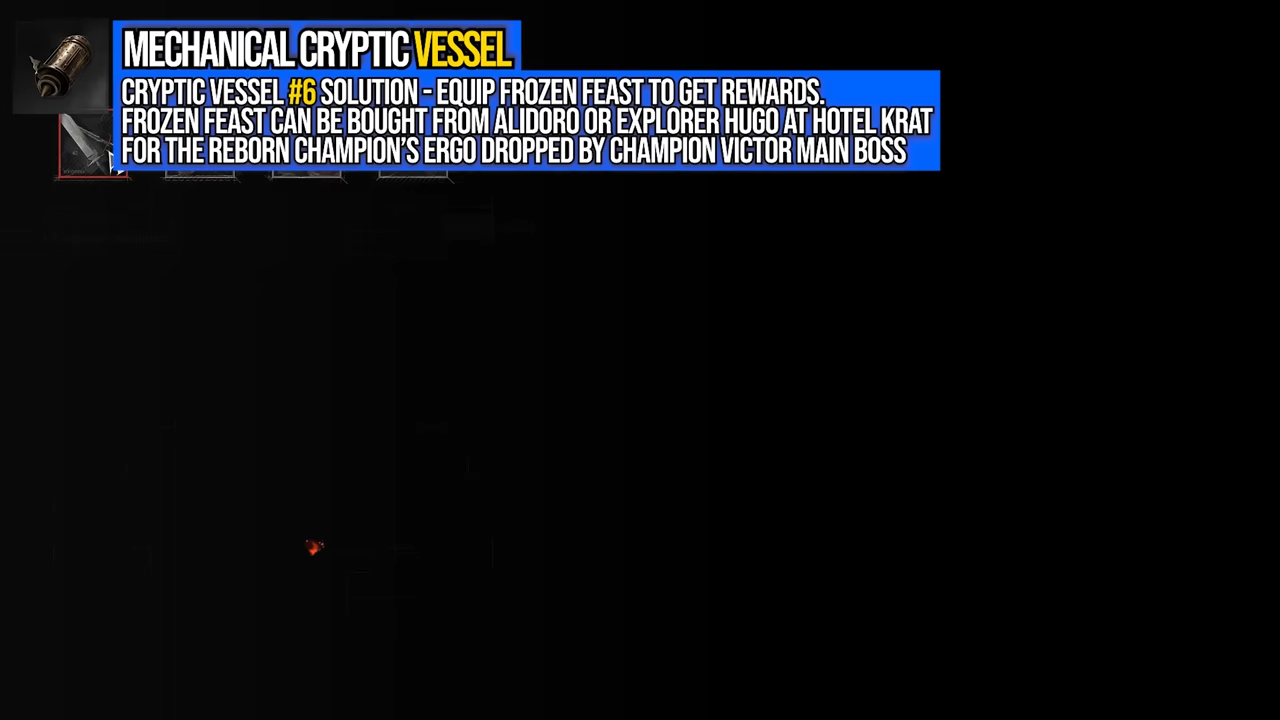 MECHANICAL CRYPTIC VESSEL
CRYPTIC VESSEL #6 SOLUTION - EQUIP FROZEN FEAST TO GET REWARDS.
FROZEN FEAST CAN BE BOUGHT FROM ALIDORO OR EXPLORER HUGO AT HOTEL KRAT
FOR THE REBORN CHAMPION'S ERGO DROPPED BY CHAMPION VICTOR MAIN BOSS